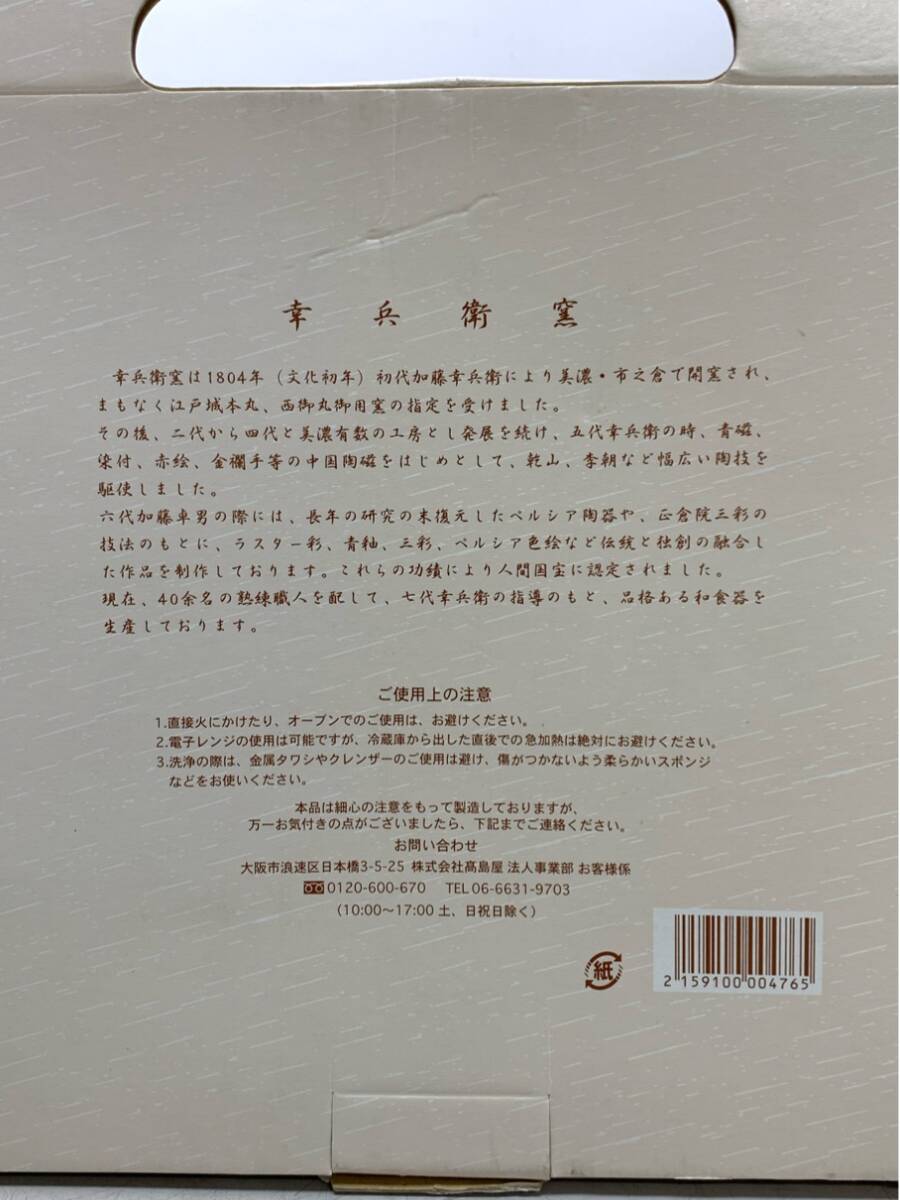 幸兵衛窯
幸兵衛窯は1804年（文化初年）初代加藤幸兵衛により美濃・市之倉で開窯され、
まもなく江戸城本丸、西御丸御用窯の指定を受けました。
その後、二代から四代と美濃有数の工房とし発展を続け、五代幸兵衛の時、青磁、
染付、赤絵、金襴手等の中国陶磁をはじめとして、乾山、李朝など幅広い陶技を
駆使しました。
六代加藤卓男の際には、長年の研究の末復元したペルシア陶器や、正倉院三彩の
技法のもとに、ラスター彩、青釉、三彩、ペルシア色絵など伝統と独創の融合し
た作品を制作しております。これらの功績により人間国宝に認定されました。
現在、40余名の熟練職人を配して、七代幸兵衛の指導のもと、品格ある和食器を
生産しております。
ご使用上の注意
1.直接火にかけたり、オーブンでのご使用は、お避けください。
2.電子レンジの使用は可能ですが、冷蔵庫から出した直後での急加熱は絶対にお避けください。
3.洗浄の際は、金属タワシやクレンザーのご使用は避け、傷がつかないよう柔らかいスポンジ
などをお使いください。
本品は細心の注意をもって製造しておりますが、
万一お気付きの点がございましたら、下記までご連絡ください。
お問い合わせ
大阪市浪速区日本橋3-5-25 株式会社髙島屋 法人事業部 お客様係
0120-600-670 TEL06-6631-9703
（10:00〜17:00 土、日祝日除く）
紙
2 159100 004765